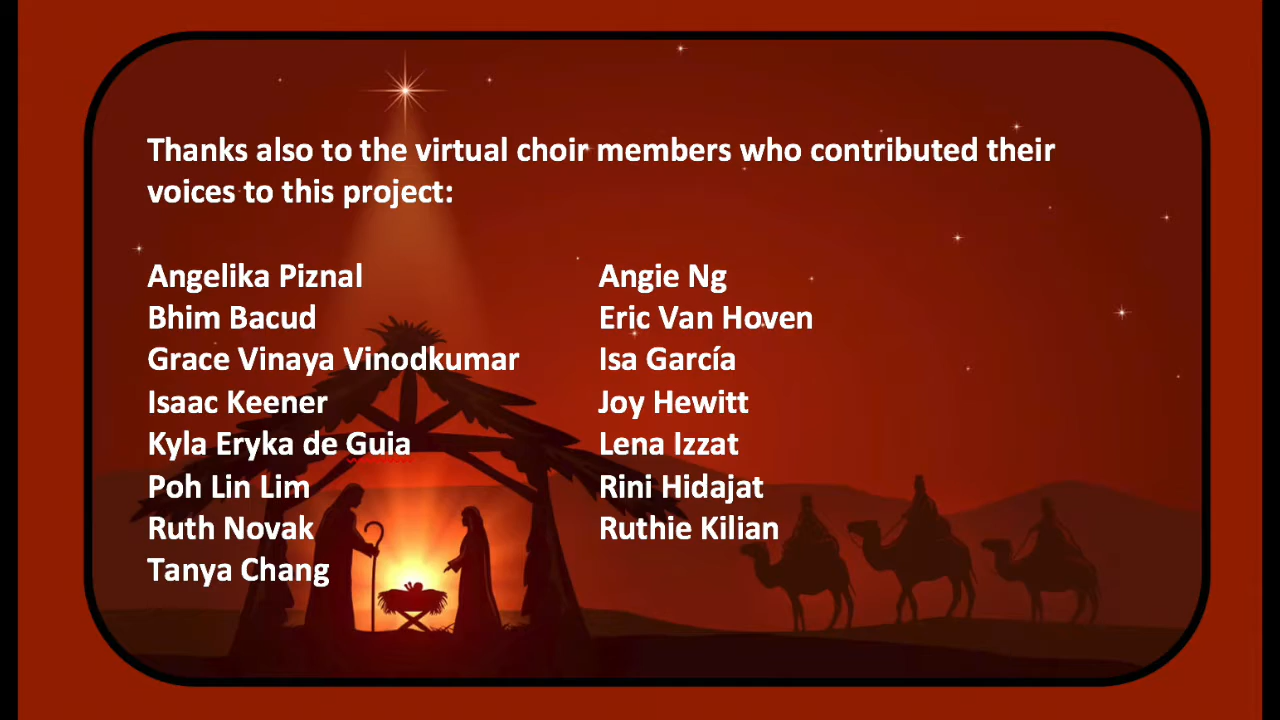 Thanks also to the virtual choir members who contributed their
voices to this project:
Angelika Piznal
Bhim Bacud
Grace Vinaya Vinodkumar
Isaac Keener
Kyla Eryka de Guia
Poh Lin Lim
Ruth Novak
Tanya Chang
Angie Ng
Eric Van Hoven
Isa García
Joy Hewitt
Lena Izzat
Rini Hidajat
Ruthie Kilian